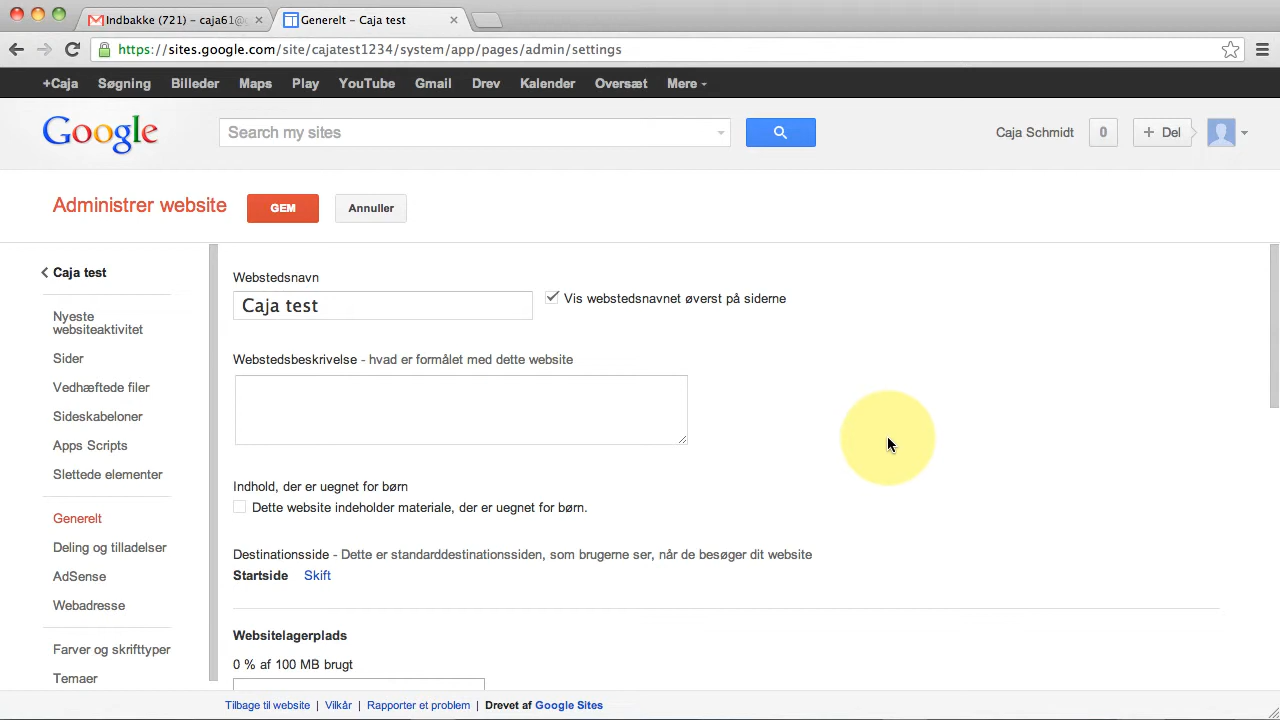 Indbakke (721) – caja61@
Generelt – Caja test
https://sites.google.com/site/cajatest1234/system/app/pages/admin/settings
+Caja Søgning Billeder Maps Play YouTube Gmail Drev Kalender Oversæt Mere
Google Search my sites Caja Schmidt 0 + Del
Administrer website GEM Annuller
Caja test
Nyeste
websiteaktivitet
Sider
Vedhæftede filer
Sideskabeloner
Apps Scripts
Slettede elementer
Generelt
Deling og tilladelser
AdSense
Webadresse
Farver og skrifttyper
Temaer
Webstedsnavn
Caja test
Vis webstedsnavnet øverst på siderne
Webstedsbeskrivelse - hvad er formålet med dette website
Indhold, der er uegnet for børn
Dette website indeholder materiale, der er uegnet for børn.
Destinationsside - Dette er standarddestinationssiden, som brugerne ser, når de besøger dit website
Startside Skift
Websitelagerplads
0 % af 100 MB brugt
Tilbage til website | Vilkår | Rapporter et problem | Drevet af Google Sites